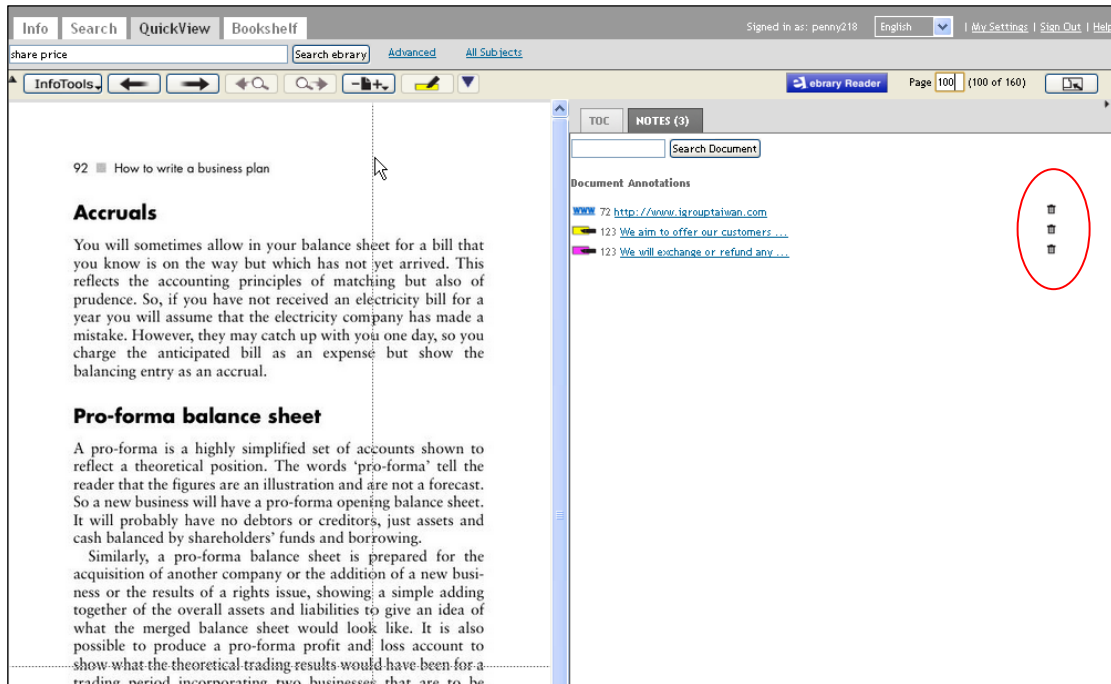 Info Search QuickView Bookshelf Signed in as: penny218 English | My Settings | Sign Out | Help
share price Search ebrary Advanced All Subjects
InfoTools ebrary Reader Page 100 (100 of 160)
TOC NOTES (3)
Search Document
Document Annotations
WWW 72 http://www.igrouptaiwan.com
123 We aim to offer our customers ...
123 We will exchange or refund any ...
92 How to write a business plan
Accruals
You will sometimes allow in your balance sheet for a bill that
you know is on the way but which has not yet arrived. This
reflects the accounting principles of matching but also of
prudence. So, if you have not received an electricity bill for a
year you will assume that the electricity company has made a
mistake. However, they may catch up with you one day, so you
charge the anticipated bill as an expense but show the
balancing entry as an accrual.
Pro-forma balance sheet
A pro-forma is a highly simplified set of accounts shown to
reflect a theoretical position. The words ‘pro-forma’ tell the
reader that the figures are an illustration and are not a forecast.
So a new business will have a pro-forma opening balance sheet.
It will probably have no debtors or creditors, just assets and
cash balanced by shareholders’ funds and borrowing.
Similarly, a pro-forma balance sheet is prepared for the
acquisition of another company or the addition of a new busi-
ness or the results of a rights issue, showing a simple adding
together of the overall assets and liabilities to give an idea of
what the merged balance sheet would look like. It is also
possible to produce a pro-forma profit and loss account to
show what the theoretical trading results would have been for a
trading period incorporating two businesses that are to be